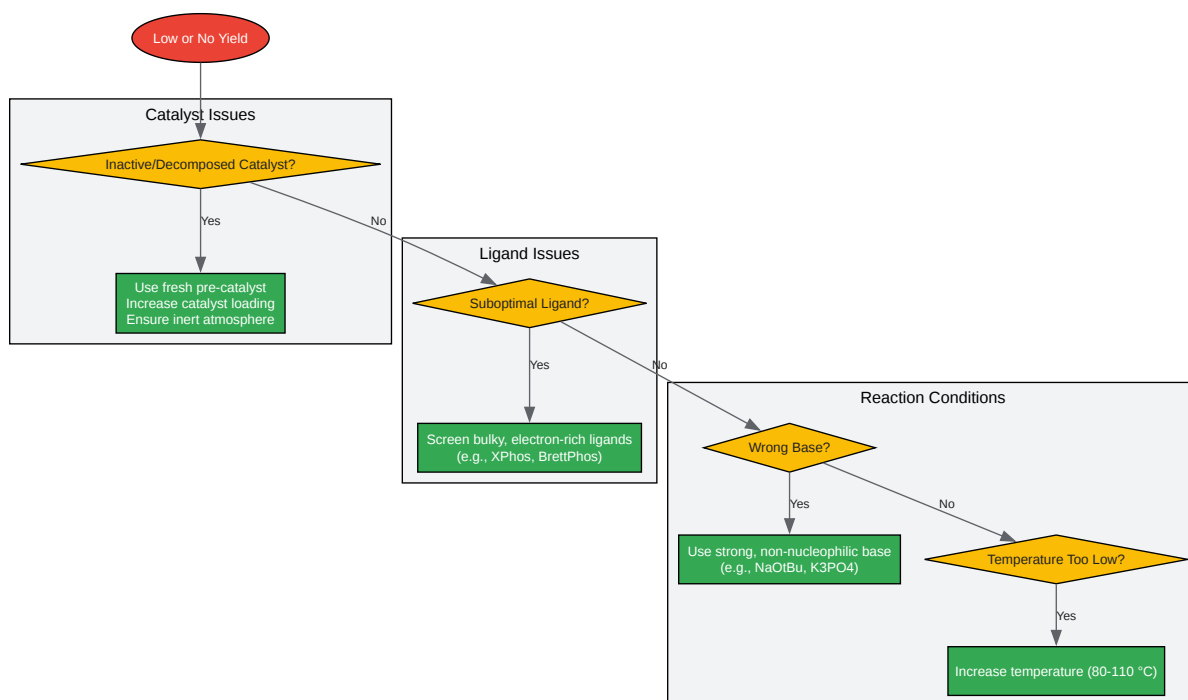 Low or No Yield
Catalyst Issues
Inactive/Decomposed Catalyst?
Yes
No
Use fresh pre-catalyst
Increase catalyst loading
Ensure inert atmosphere
Ligand Issues
Suboptimal Ligand?
Yes
No
Screen bulky, electron-rich ligands
(e.g., XPhos, BrettPhos)
Reaction Conditions
Wrong Base?
Yes
No
Use strong, non-nucleophilic base
(e.g., NaOtBu, K3PO4)
Temperature Too Low?
Yes
Increase temperature (80-110 °C)